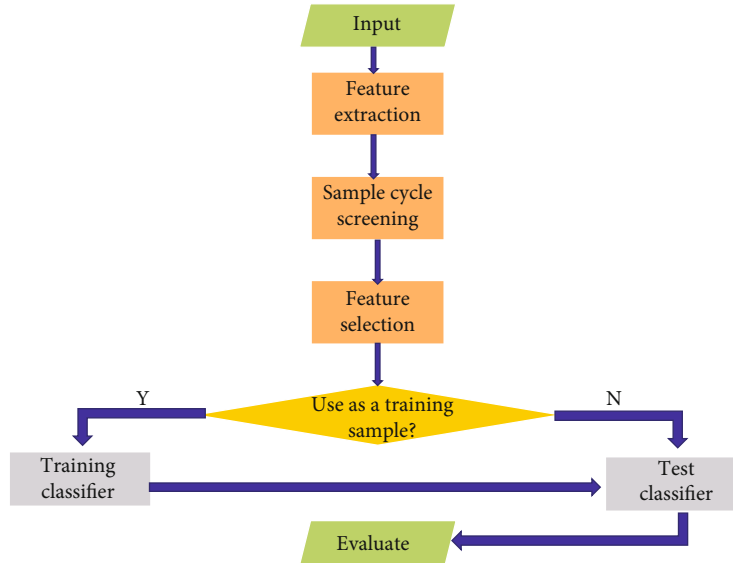 Input
Feature
extraction
Sample cycle
screening
Feature
selection
Y
Use as a training
sample?
N
Training
classifier
Test
classifier
Evaluate